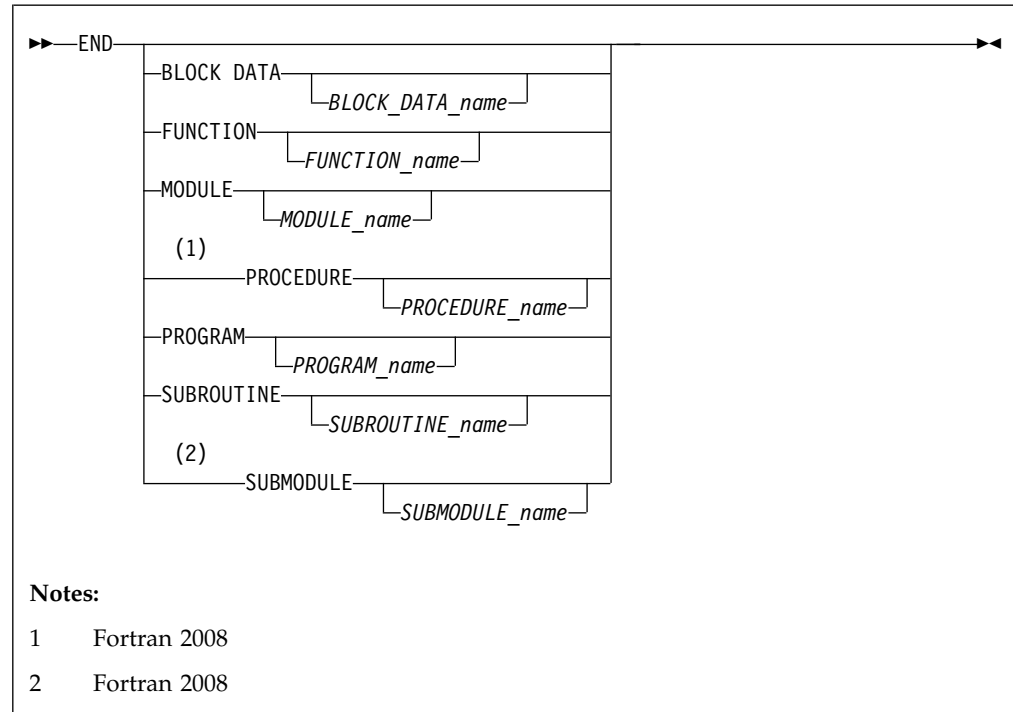 END
BLOCK DATA
BLOCK_DATA_name
FUNCTION
FUNCTION_name
MODULE
MODULE_name
(1)
PROCEDURE
PROCEDURE_name
PROGRAM
PROGRAM_name
SUBROUTINE
SUBROUTINE_name
(2)
SUBMODULE
SUBMODULE_name
Notes:
1 Fortran 2008
2 Fortran 2008